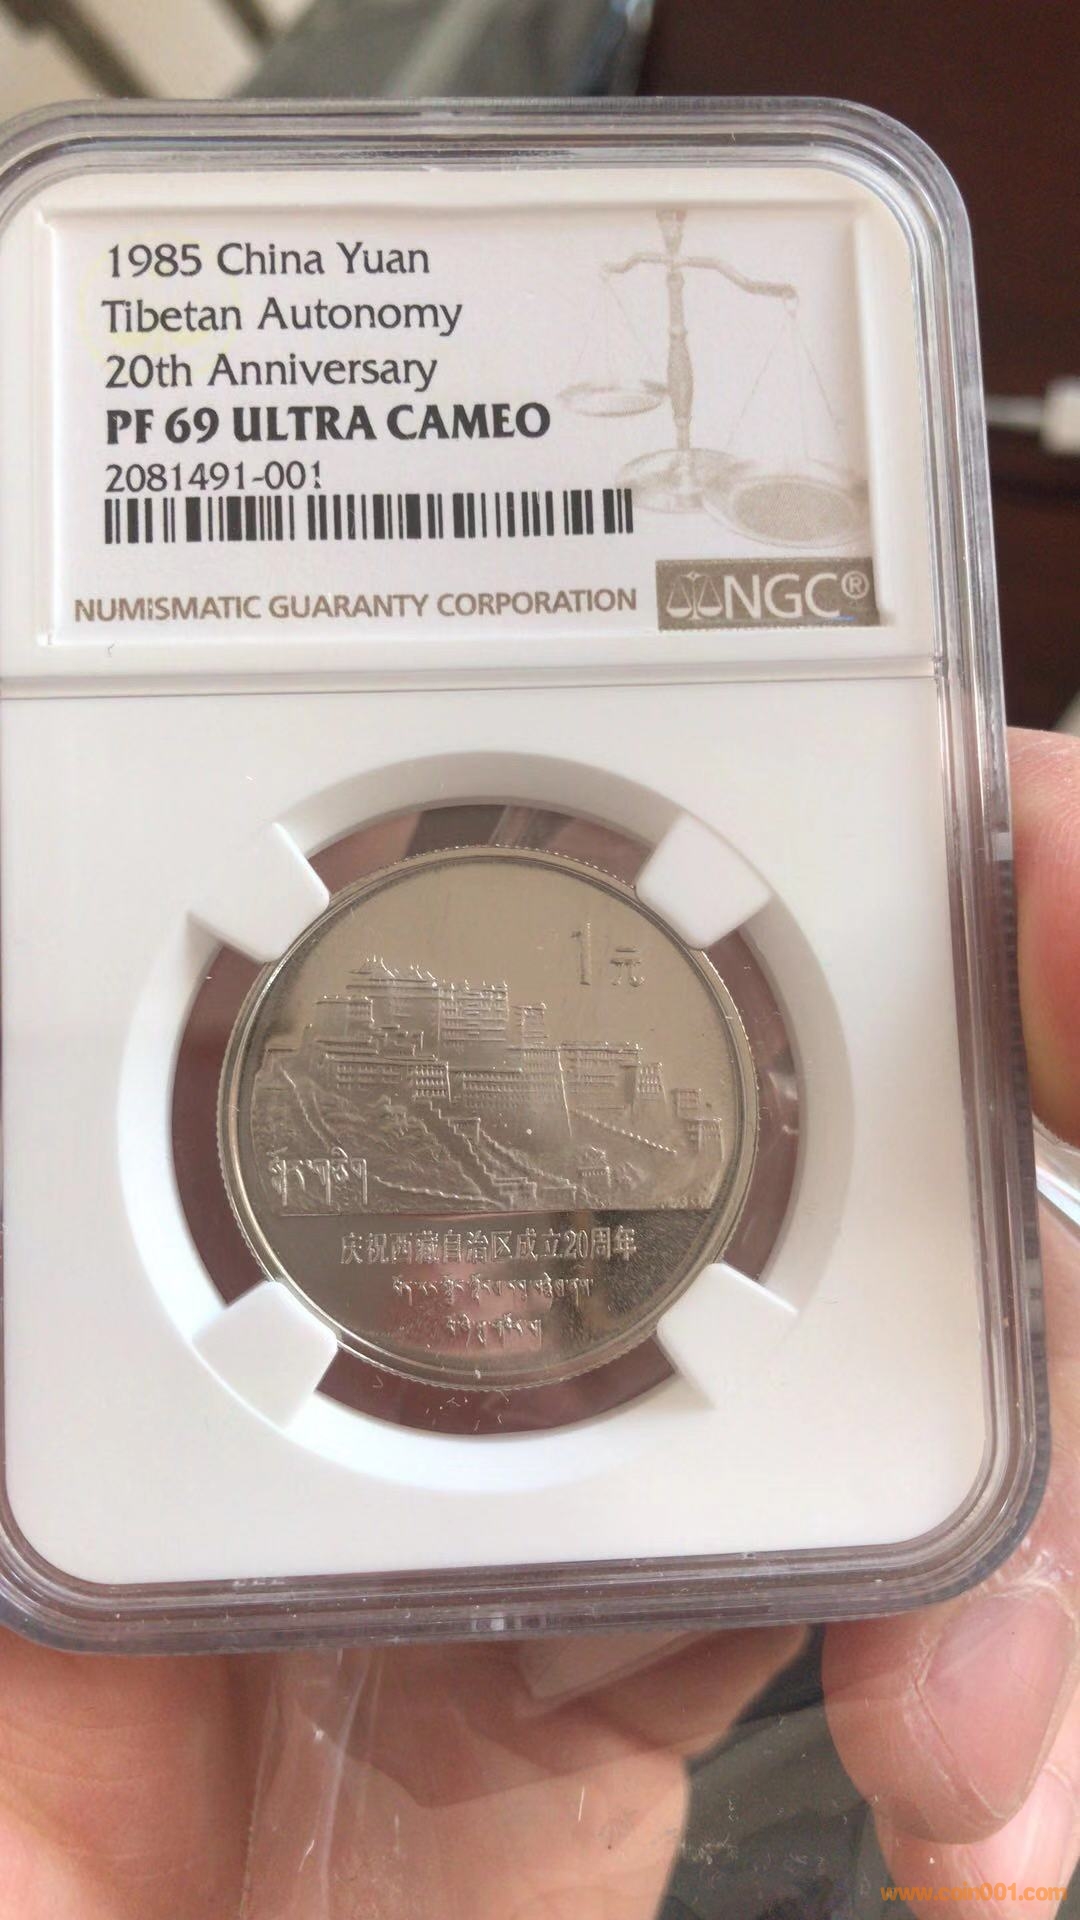 1985 China Yuan
Tibetan Autonomy
20th Anniversary
PF 69 ULTRA CAMEO
2081491-001
NUMISMATIC GUARANTY CORPORATION
NGC®
1元
庆祝西藏自治区成立20周年
www.coin001.com